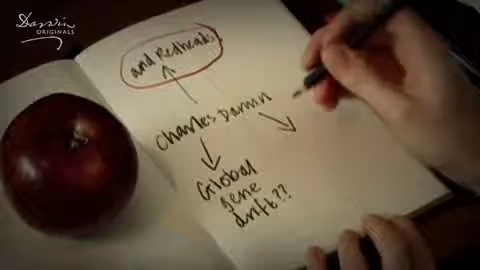 Darwin
ORIGINALS
and Redheads
Charles Darwin
Global
gene
drift??